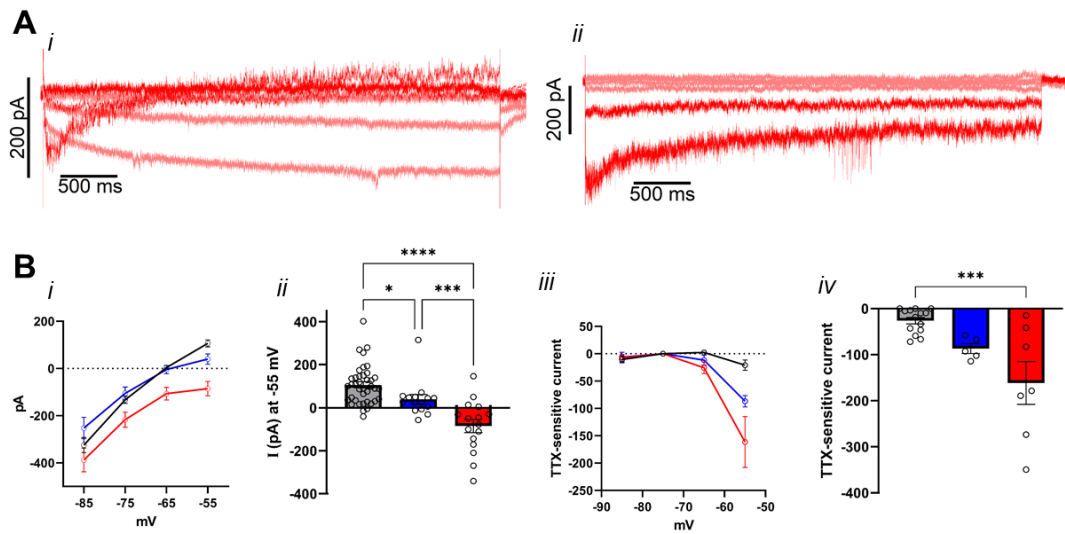 A
i
200 pA
500 ms
ii
200 pA
500 ms
B
i
200
0
-200
-400
pA
-85
-75
-65
-55
mV
ii
****
*
***
400
200
0
-200
-400
I (pA) at -55 mV
iii
50
0
-50
-100
-150
-200
-250
TTX-sensitive current
-90
-80
-70
-60
-50
mV
iv
***
0
-100
-200
-300
-400
TTX-sensitive current